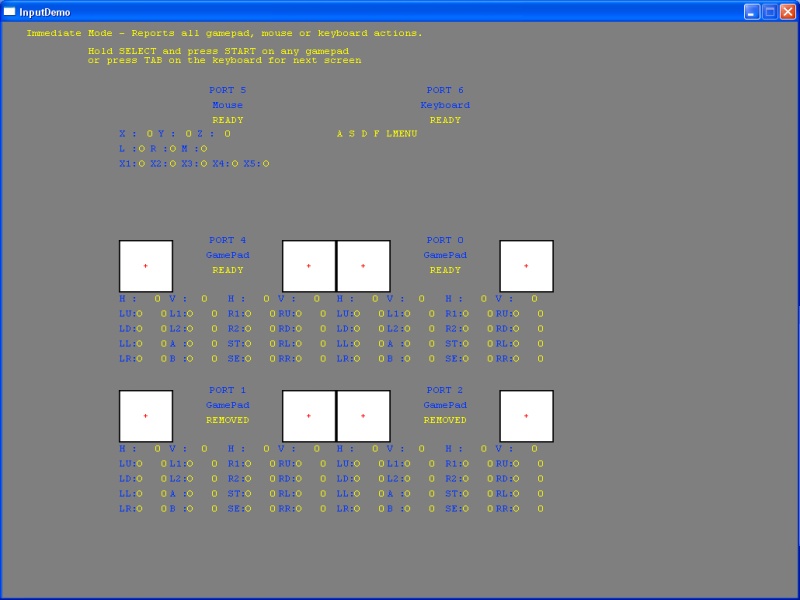 InputDemo
Immediate Mode - Reports all gamepad, mouse or keyboard actions.
Hold SELECT and press START on any gamepad
or press TAB on the keyboard for next screen
PORT 5 PORT 6
Mouse Keyboard
READY READY
X : 0 Y : 0 Z : 0 A S D F LMENU
L :O R :O M :O
X1:O X2:O X3:O X4:O X5:O
PORT 4 PORT 0
GamePad GamePad
READY READY
H : 0 V : 0 H : 0 V : 0 H : 0 V : 0 H : 0 V : 0
LU:O 0 L1:O 0 R1:O 0 RU:O 0 LU:O 0 L1:O 0 R1:O 0 RU:O 0
LD:O 0 L2:O 0 R2:O 0 RD:O 0 LD:O 0 L2:O 0 R2:O 0 RD:O 0
LL:O 0 A :O 0 ST:O 0 RL:O 0 LL:O 0 A :O 0 ST:O 0 RL:O 0
LR:O 0 B :O 0 SE:O 0 RR:O 0 LR:O 0 B :O 0 SE:O 0 RR:O 0
PORT 1 PORT 2
GamePad GamePad
REMOVED REMOVED
H : 0 V : 0 H : 0 V : 0 H : 0 V : 0 H : 0 V : 0
LU:O 0 L1:O 0 R1:O 0 RU:O 0 LU:O 0 L1:O 0 R1:O 0 RU:O 0
LD:O 0 L2:O 0 R2:O 0 RD:O 0 LD:O 0 L2:O 0 R2:O 0 RD:O 0
LL:O 0 A :O 0 ST:O 0 RL:O 0 LL:O 0 A :O 0 ST:O 0 RL:O 0
LR:O 0 B :O 0 SE:O 0 RR:O 0 LR:O 0 B :O 0 SE:O 0 RR:O 0